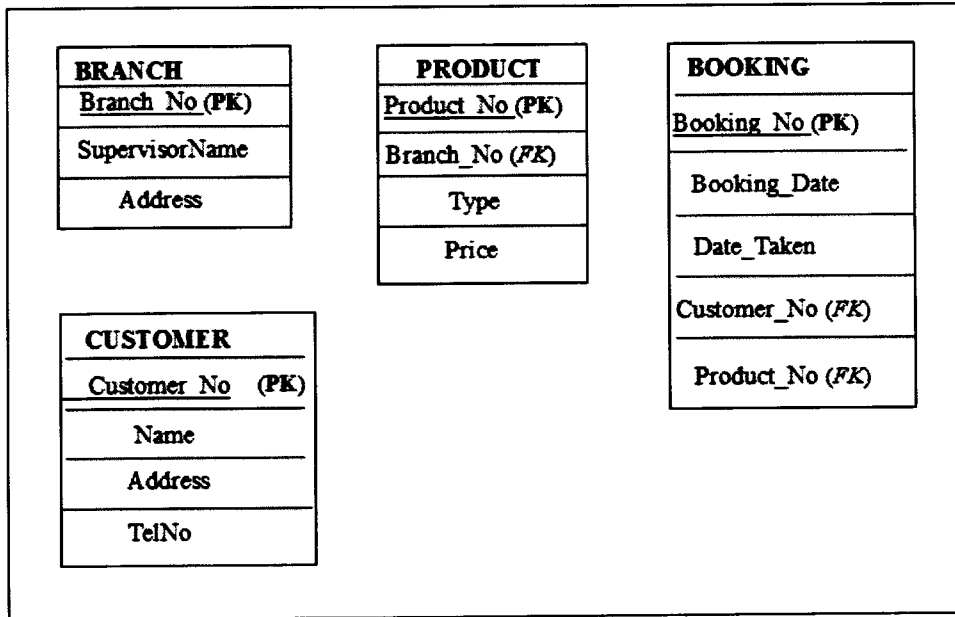 BRANCH
Branch_No (PK)
SupervisorName
Address
PRODUCT
Product_No (PK)
Branch_No (FK)
Type
Price
BOOKING
Booking_No (PK)
Booking_Date
Date_Taken
Customer_No (FK)
Product_No (FK)
CUSTOMER
Customer_No (PK)
Name
Address
TelNo